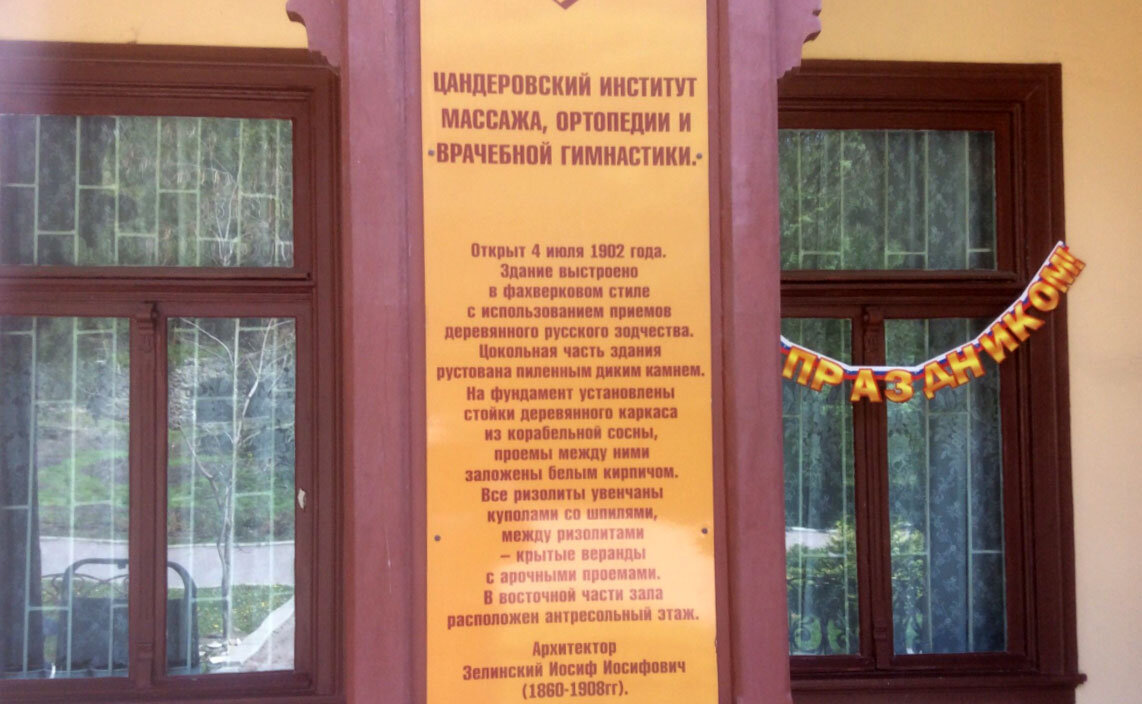 ЦАНДЕРОВСКИЙ ИНСТИТУТ
МАССАЖА, ОРТОПЕДИИ И
ВРАЧЕБНОЙ ГИМНАСТИКИ.
Открыт 4 июля 1902 года.
Здание выстроено
в фахверковом стиле
с использованием приемов
деревянного русского зодчества.
Цокольная часть здания
рустована пиленным диким камнем.
На фундамент установлены
стойки деревянного каркаса
из корабельной сосны,
проемы между ними
заложены белым кирпичом.
Все ризолиты увенчаны
куполами со шпилями,
между ризолитами
– крытые веранды
с арочными проемами.
В восточной части зала
расположен антресольный этаж.
Архитектор
Зелинский Иосиф Иосифович
(1860-1908гг).
ПРАЗДНИКОМ!